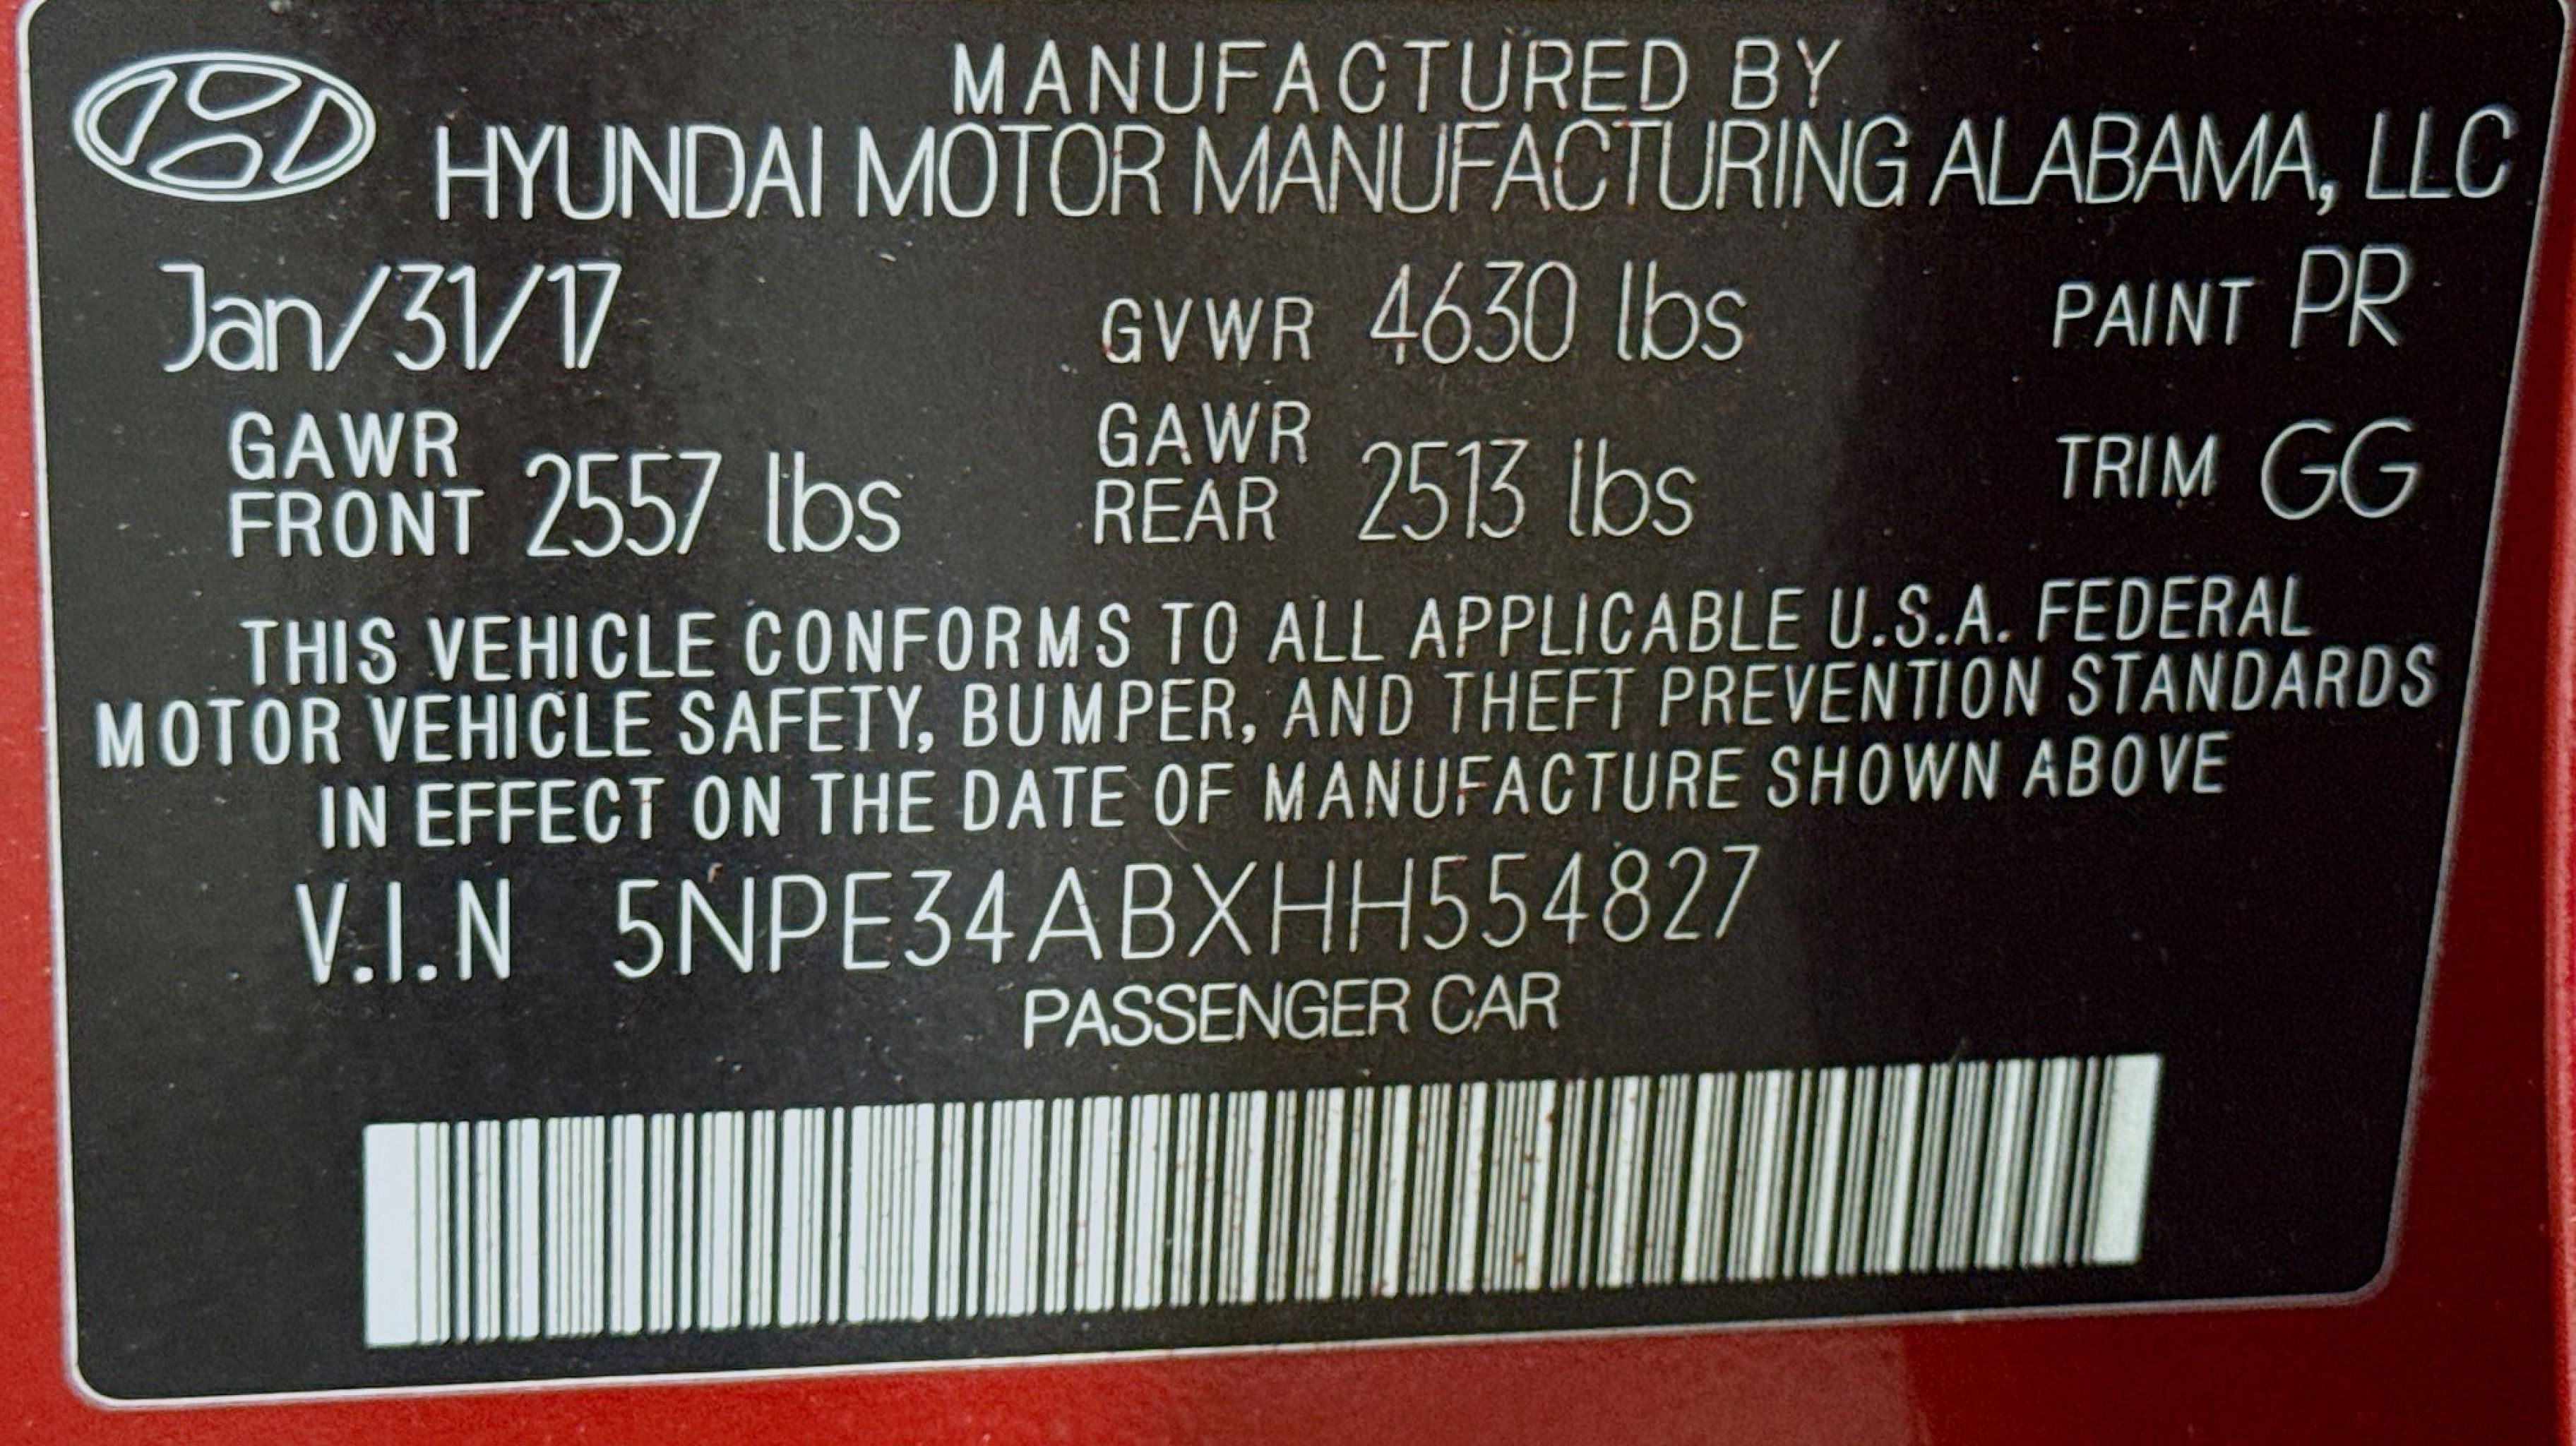 MANUFACTURED BY
HYUNDAI MOTOR MANUFACTURING ALABAMA, LLC
Jan/31/17 GVWR 4630 lbs PAINT PR
GAWR FRONT 2557 lbs GAWR REAR 2513 lbs TRIM GG
THIS VEHICLE CONFORMS TO ALL APPLICABLE U.S.A. FEDERAL
MOTOR VEHICLE SAFETY, BUMPER, AND THEFT PREVENTION STANDARDS
IN EFFECT ON THE DATE OF MANUFACTURE SHOWN ABOVE
V.I.N 5NPE34ABXHH554827
PASSENGER CAR